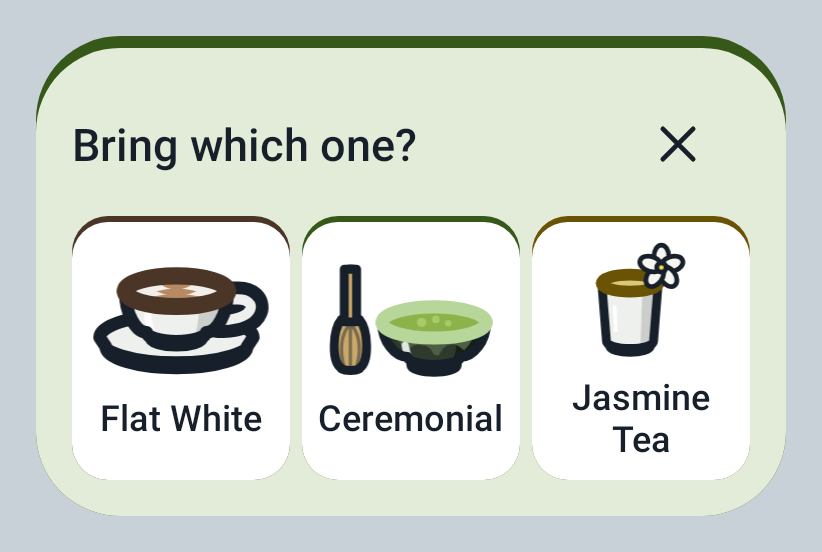 Bring which one?
Flat White
Ceremonial
Jasmine
Tea